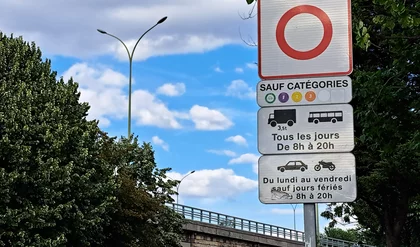 SAUF CATÉGORIES
3,5t
Tous les jours
De 8h à 20h
Du lundi au vendredi
sauf jours fériés
8h à 20h